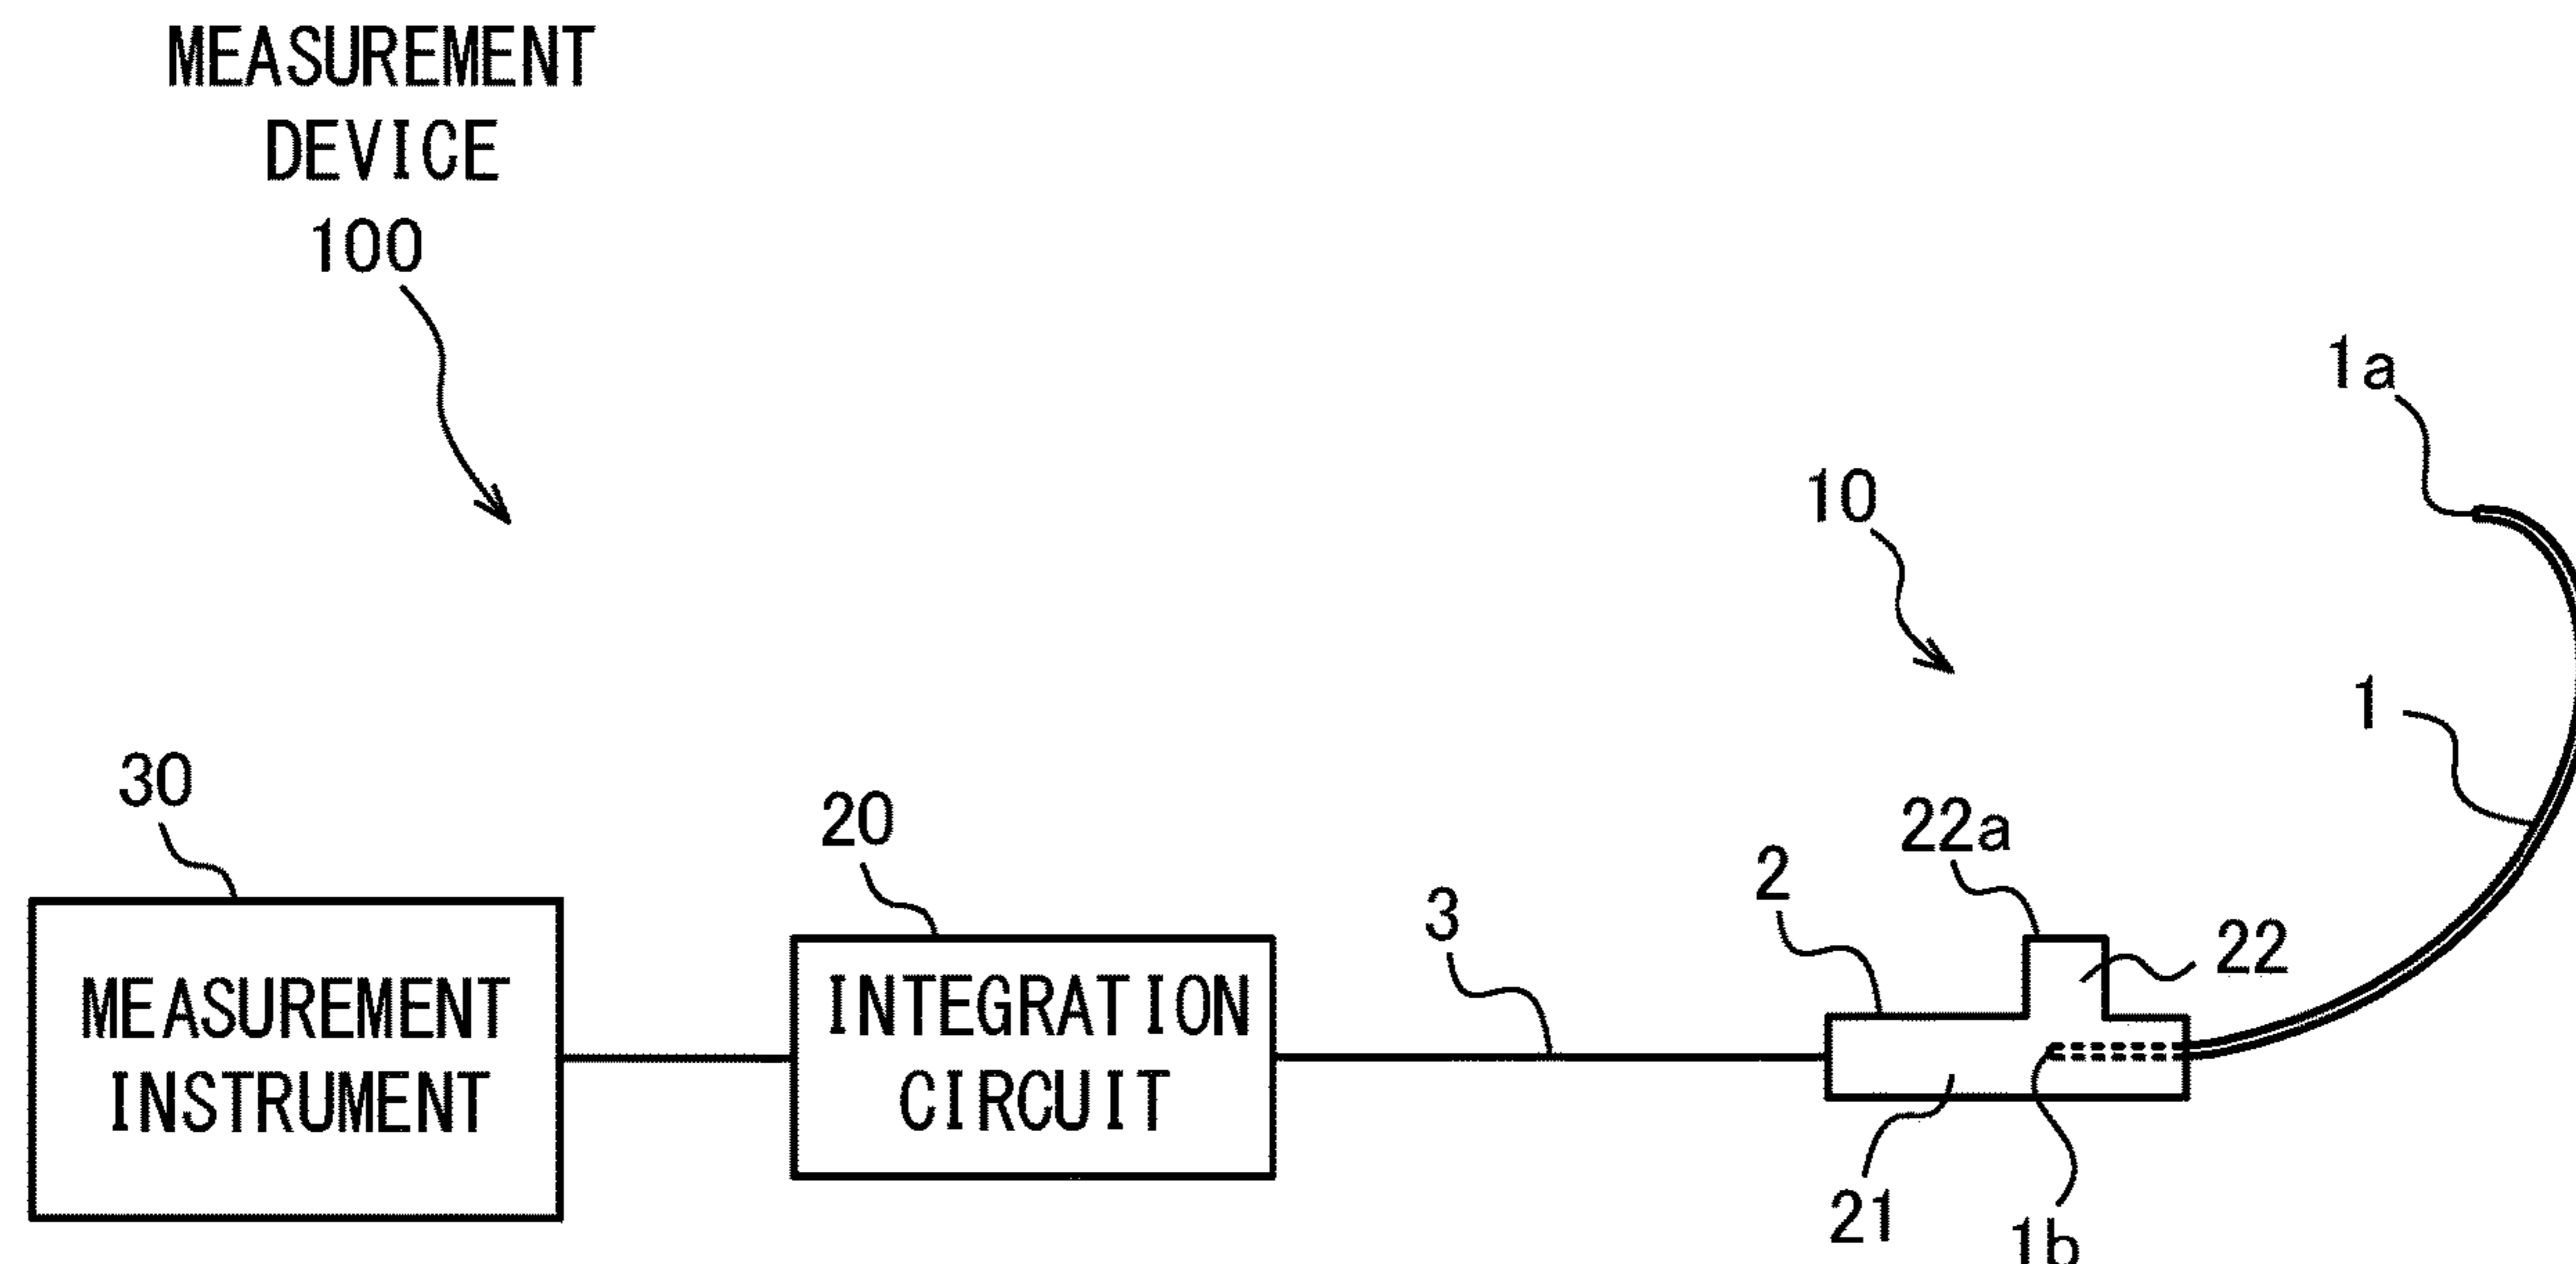 MEASUREMENT
DEVICE
100
1a
10
1
30
20
22a
2
3
22
MEASUREMENT
INSTRUMENT
INTEGRATION
CIRCUIT
21
1b